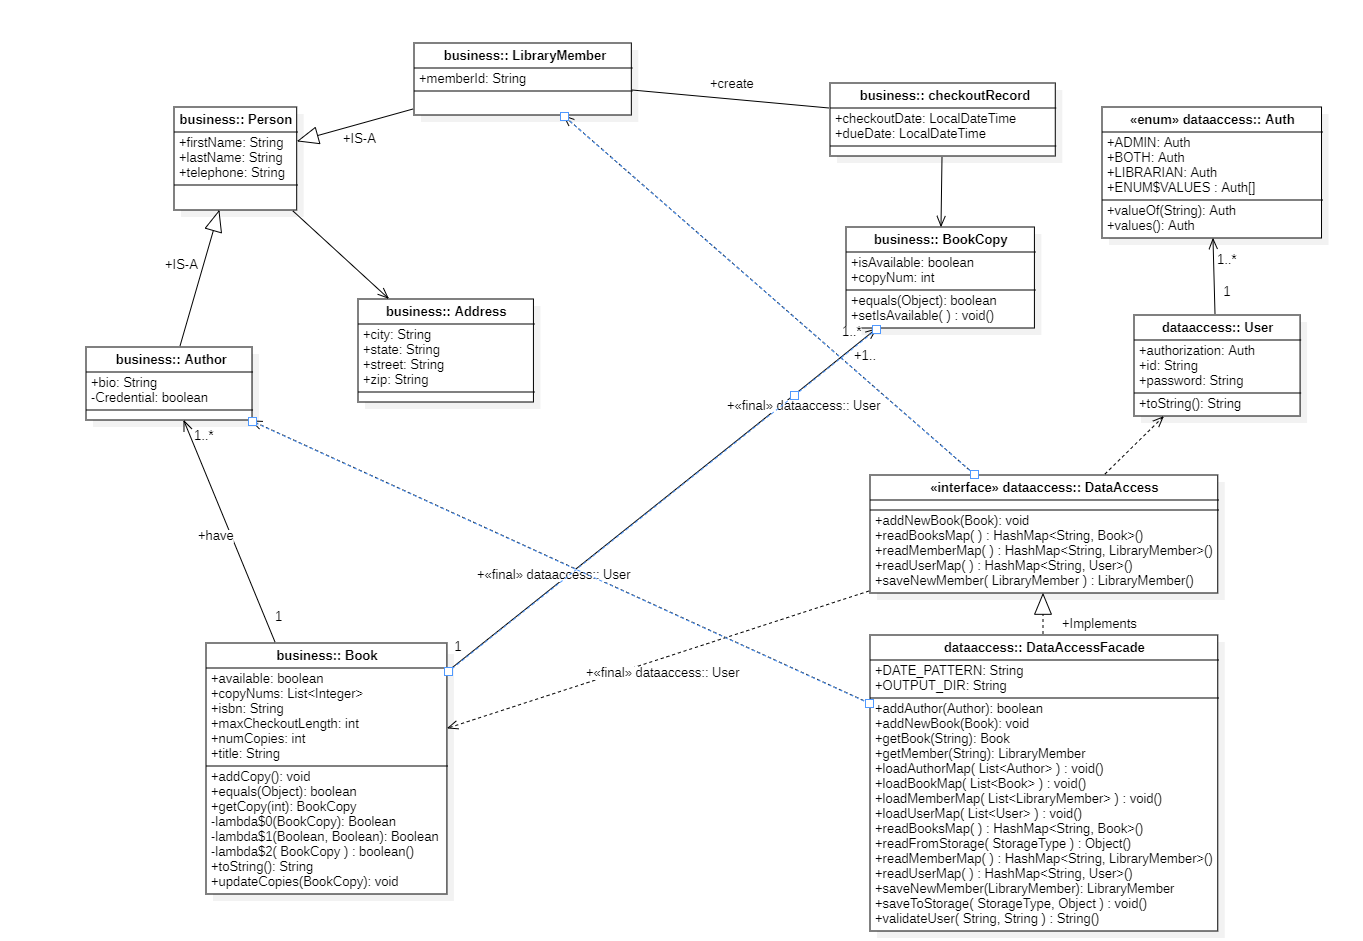 business:: LibraryMember
+memberId: String
+create
business:: checkoutRecord
+checkoutDate: LocalDateTime
+dueDate: LocalDateTime
business:: Person
+firstName: String
+lastName: String
+telephone: String
+IS-A
«enum» dataaccess:: Auth
+ADMIN: Auth
+BOTH: Auth
+LIBRARIAN: Auth
+ENUM$VALUES : Auth[]
+valueOf(String): Auth
+values(): Auth
business:: BookCopy
+isAvailable: boolean
+copyNum: int
+equals(Object): boolean
+setIsAvailable( ) : void()
+IS-A
1..*
1
business:: Address
+city: String
+state: String
+street: String
+zip: String
1..*
+1..
dataaccess:: User
+authorization: Auth
+id: String
+password: String
+toString(): String
business:: Author
+bio: String
-Credential: boolean
+«final» dataaccess:: User
1..*
«interface» dataaccess:: DataAccess
+addNewBook(Book): void
+readBooksMap( ) : HashMap<String, Book>()
+readMemberMap( ) : HashMap<String, LibraryMember>()
+readUserMap( ) : HashMap<String, User>()
+saveNewMember( LibraryMember ) : LibraryMember()
+have
+«final» dataaccess:: User
1
+Implements
1
+«final» dataaccess:: User
business:: Book
+available: boolean
+copyNums: List<Integer>
+isbn: String
+maxCheckoutLength: int
+numCopies: int
+title: String
+addCopy(): void
+equals(Object): boolean
+getCopy(int): BookCopy
-lambda$0(BookCopy): Boolean
-lambda$1(Boolean, Boolean): Boolean
-lambda$2( BookCopy ) : boolean()
+toString(): String
+updateCopies(BookCopy): void
dataaccess:: DataAccessFacade
+DATE_PATTERN: String
+OUTPUT_DIR: String
+addAuthor(Author): boolean
+addNewBook(Book): void
+getBook(String): Book
+getMember(String): LibraryMember
+loadAuthorMap( List<Author> ) : void()
+loadBookMap( List<Book> ) : void()
+loadMemberMap( List<LibraryMember> ) : void()
+loadUserMap( List<User> ) : void()
+readBooksMap( ) : HashMap<String, Book>()
+readFromStorage( StorageType ) : Object()
+readMemberMap( ) : HashMap<String, LibraryMember>()
+readUserMap( ) : HashMap<String, User>()
+saveNewMember(LibraryMember): LibraryMember
+saveToStorage( StorageType, Object ) : void()
+validateUser( String, String ) : String()